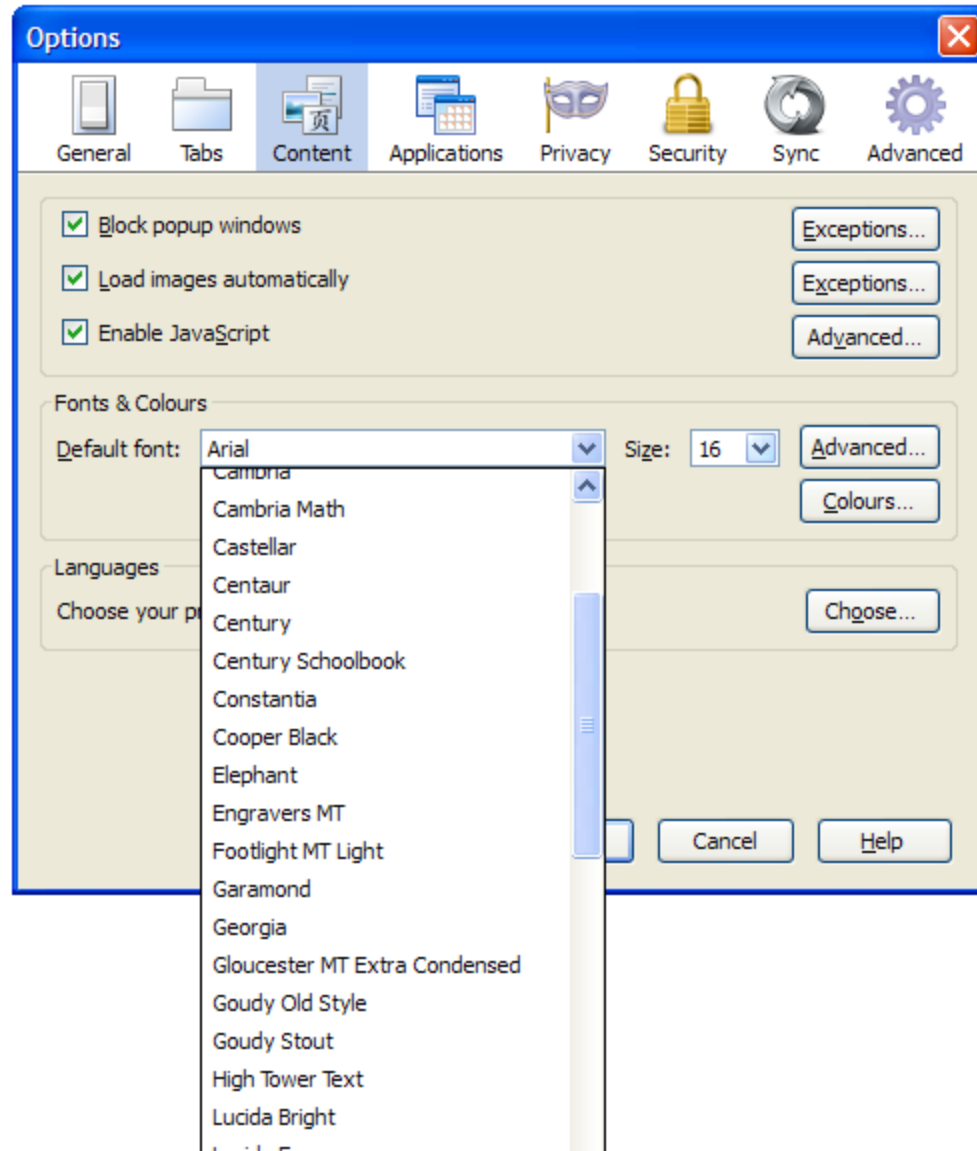 Options
页
General Tabs Content Applications Privacy Security Sync Advanced
Block popup windows Exceptions...
Load images automatically Exceptions...
Enable JavaScript Advanced...
Fonts & Colours
Default font: Arial Size: 16 Advanced...
Cambria
Colours...
Cambria Math
Castellar
Languages
Centaur
Choose your Choose...
Century
Century Schoolbook
Constantia
Cooper Black
Elephant
Engravers MT
Cancel Help
Footlight MT Light
Garamond
Georgia
Gloucester MT Extra Condensed
Goudy Old Style
Goudy Stout
High Tower Text
Lucida Bright